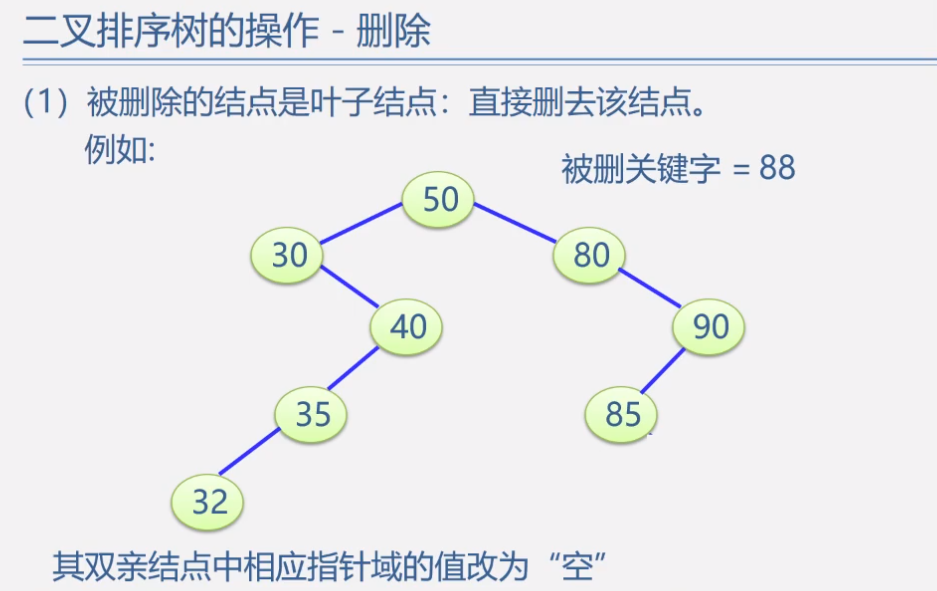 二叉排序树的操作 - 删除
（1）被删除的结点是叶子结点：直接删去该结点。
例如:
被删关键字 = 88
50
30
80
40
90
35
85
32
其双亲结点中相应指针域的值改为“空”